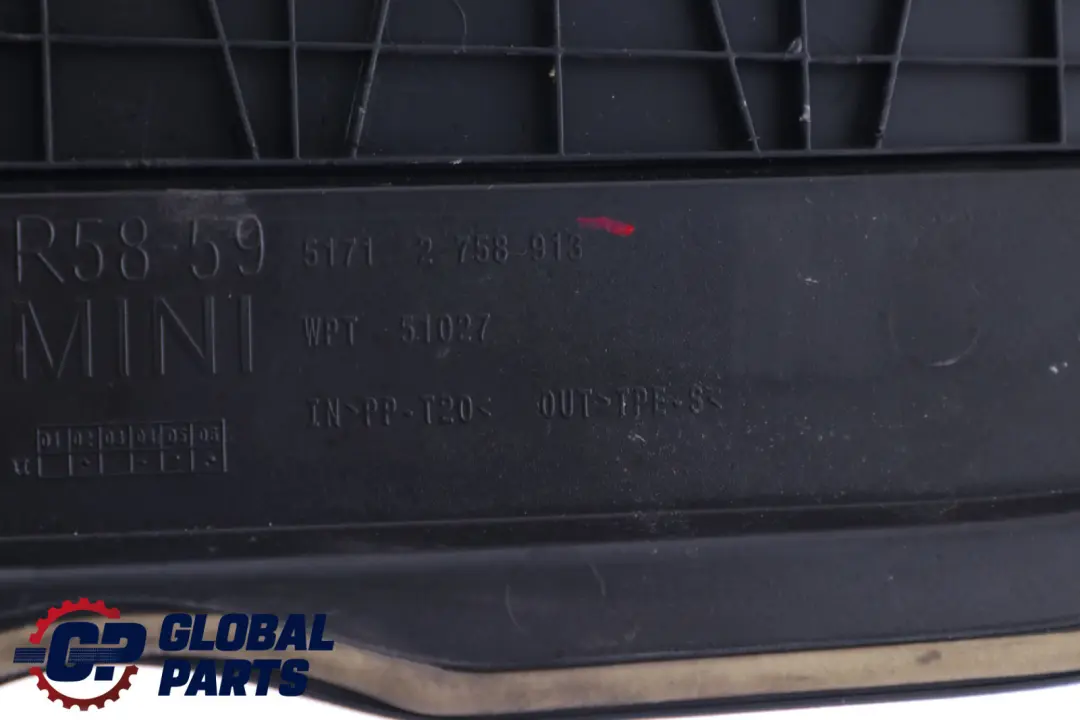 R58-59
MINI
5171 2 758-913
WPT 51027
IN>PP-T20< OUT>TPE-S<
01 02 03 04 05 06
GP GLOBAL
PARTS